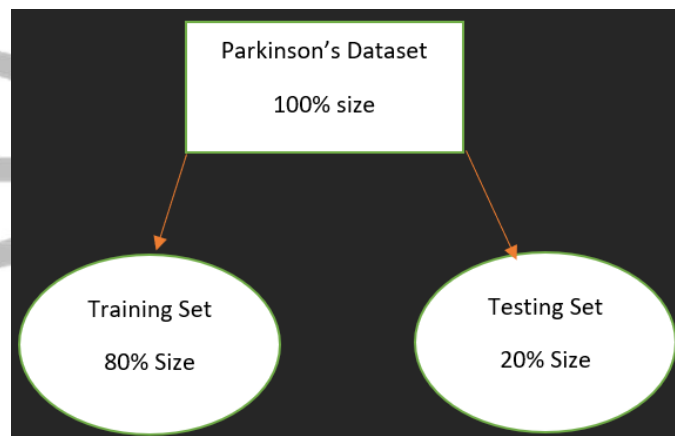 Parkinson’s Dataset
100% size
Training Set
80% Size
Testing Set
20% Size